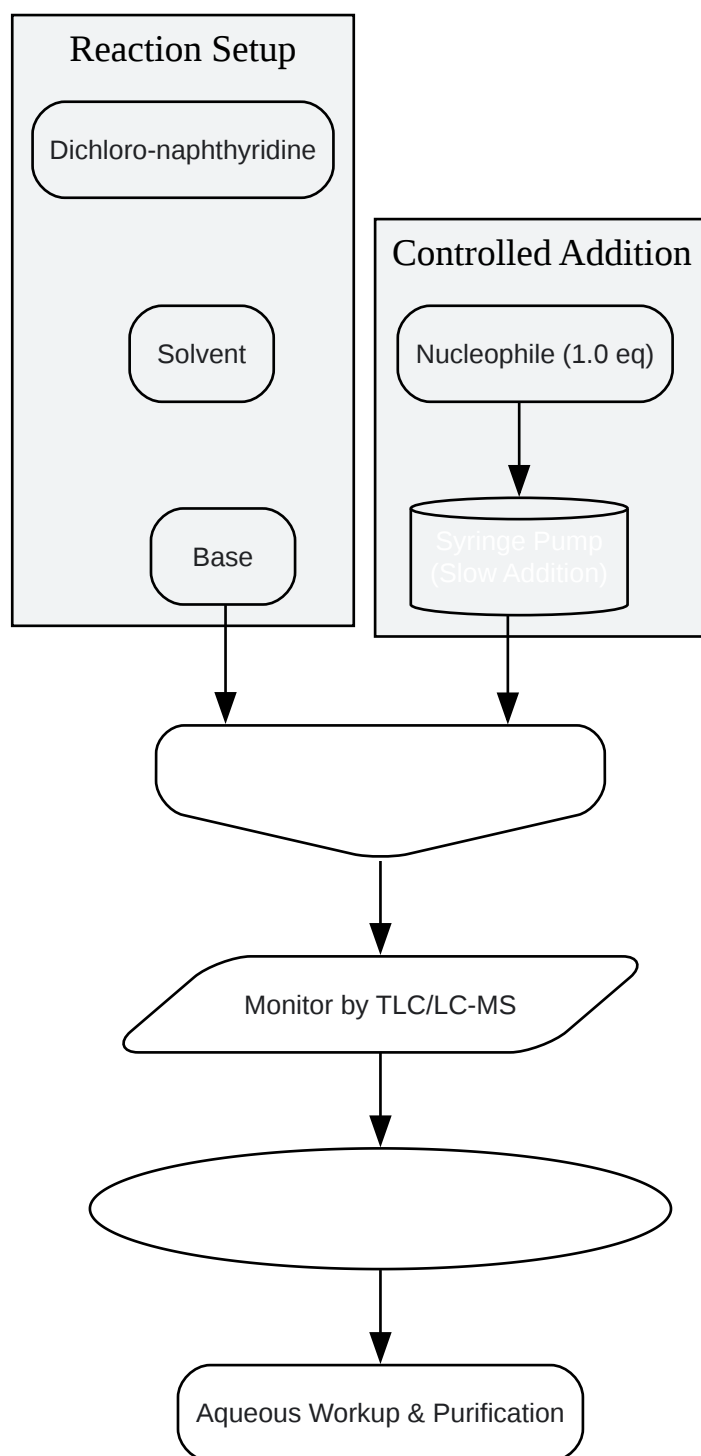 Reaction Setup
Dichloro-naphthyridine
Solvent
Base
Controlled Addition
Nucleophile (1.0 eq)
Syringe Pump
(Slow Addition)
Monitor by TLC/LC-MS
Aqueous Workup & Purification